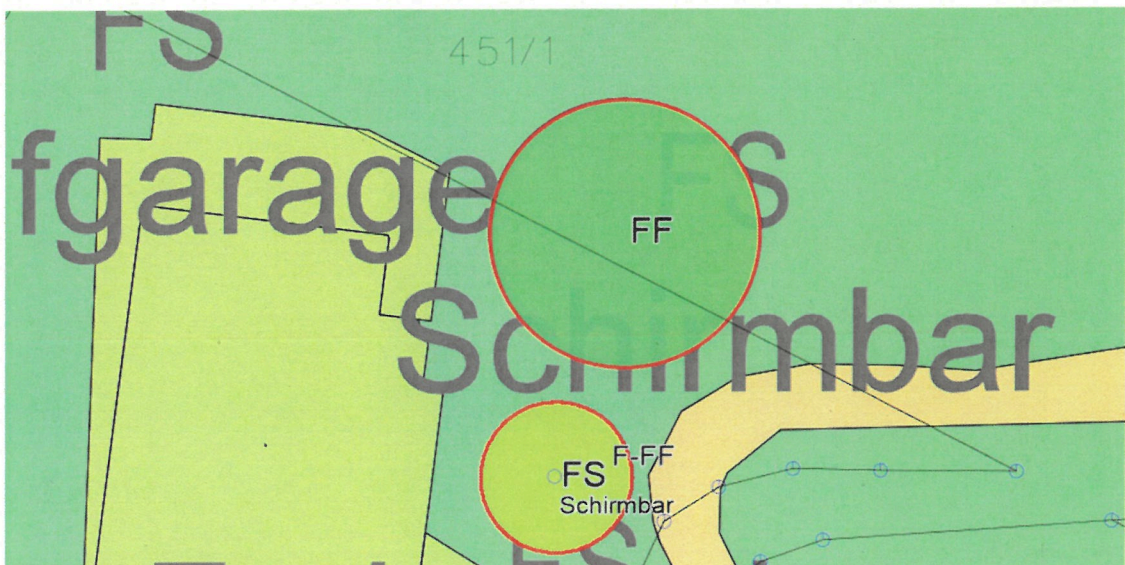 FS
451/1
fgarage
FS
FF
Schirmbar
F-FF
FS
Schirmbar
FS